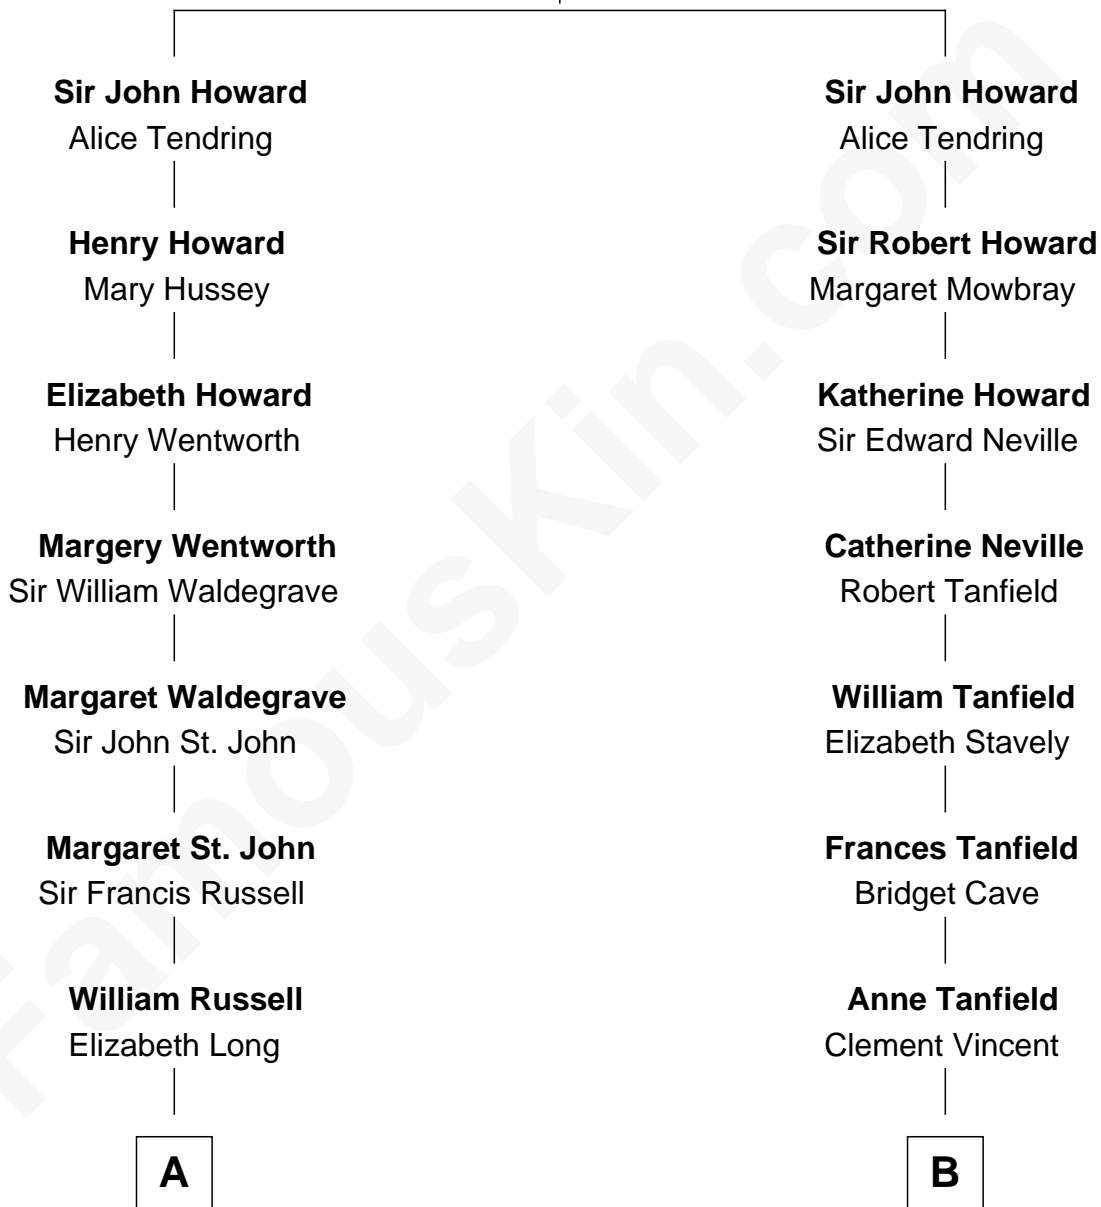 Sir John Howard
Alice Tendring
Sir John Howard
Alice Tendring
Henry Howard
Mary Hussey
Sir Robert Howard
Margaret Mowbray
Elizabeth Howard
Henry Wentworth
Katherine Howard
Sir Edward Neville
Margery Wentworth
Sir William Waldegrave
Catherine Neville
Robert Tanfield
Margaret Waldegrave
Sir John St. John
William Tanfield
Elizabeth Stavely
Margaret St. John
Sir Francis Russell
Frances Tanfield
Bridget Cave
William Russell
Elizabeth Long
Anne Tanfield
Clement Vincent
A
B
FamousKin.com